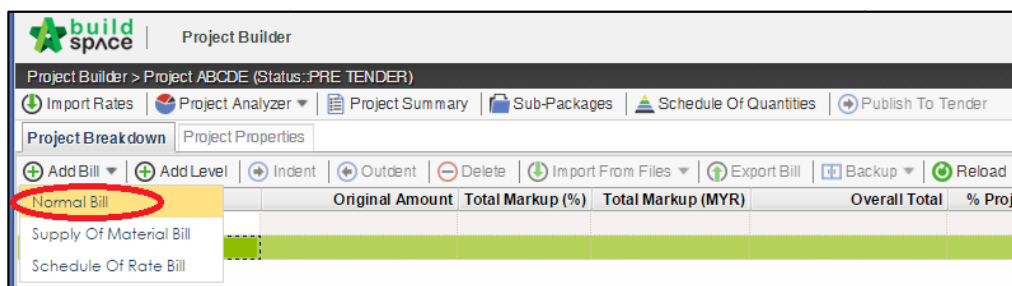 build space
Project Builder
Project Builder > Project ABCDE (Status::PRE TENDER)
Import Rates Project Analyzer Project Summary Sub-Packages Schedule Of Quantities Publish To Tender
Project Breakdown Project Properties
Add Bill Add Level Indent Outdent Delete Import From Files Export Bill Backup Reload
Normal Bill Original Amount Total Markup (%) Total Markup (MYR) Overall Total % Proj
Supply Of Material Bill
Schedule Of Rate Bill